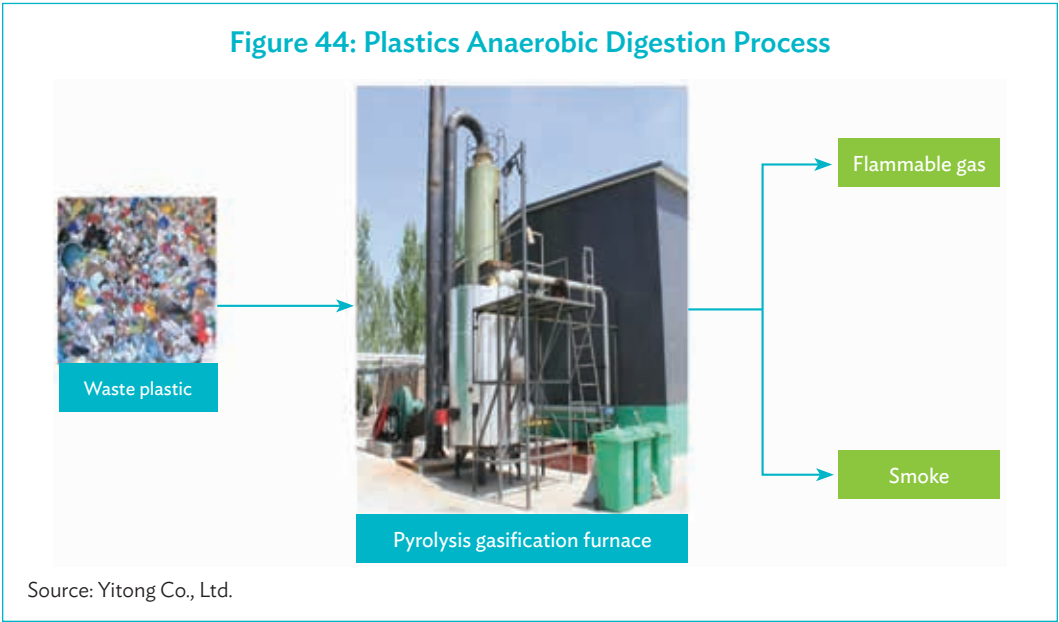 Figure 44: Plastics Anaerobic Digestion Process
Flammable gas
Waste plastic
Smoke
Pyrolysis gasification furnace
Source: Yitong Co., Ltd.